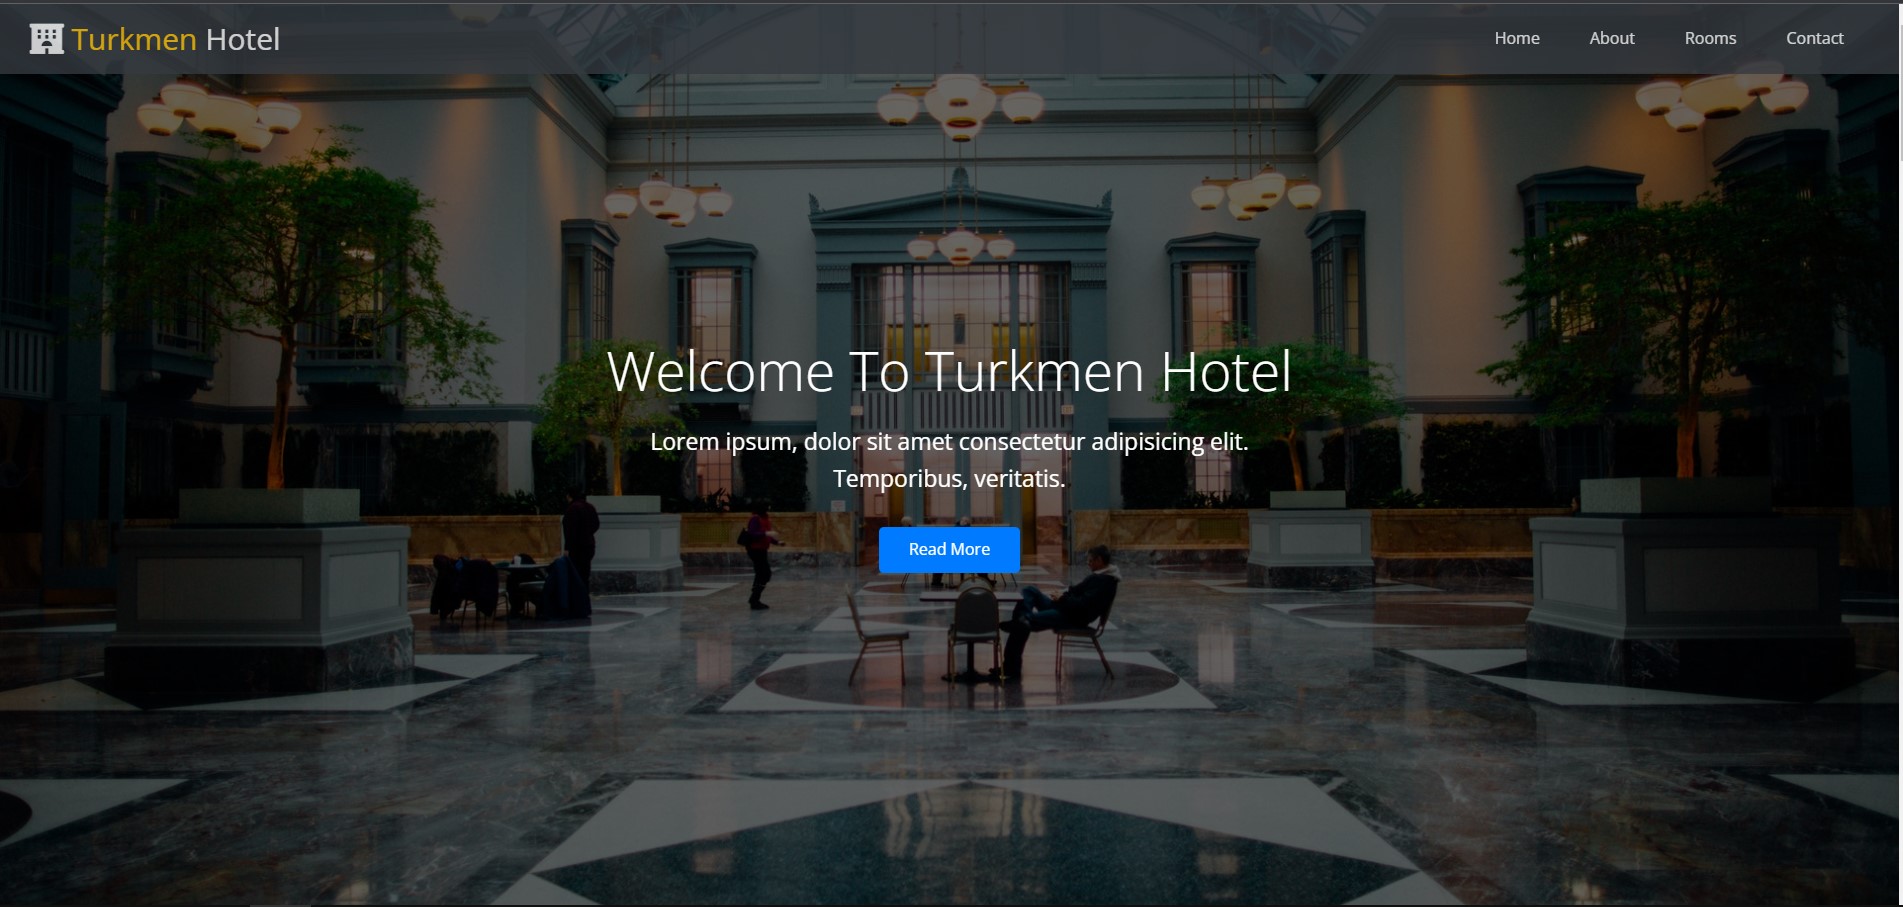 Turkmen Hotel
Home
About
Rooms
Contact
Welcome To Turkmen Hotel
Lorem ipsum, dolor sit amet consectetur adipisicing elit.
Temporibus, veritatis.
Read More